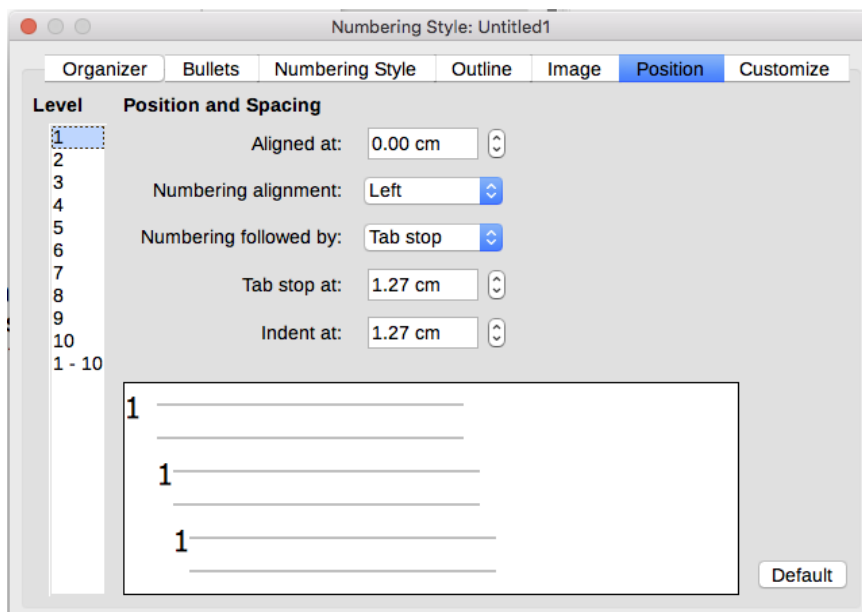 Numbering Style: Untitled1
Organizer Bullets Numbering Style Outline Image Position Customize
Level Position and Spacing
1
2
3
4
5
6
7
8
9
10
1 - 10
Aligned at: 0.00 cm
Numbering alignment: Left
Numbering followed by: Tab stop
Tab stop at: 1.27 cm
Indent at: 1.27 cm
1
1
1
Default